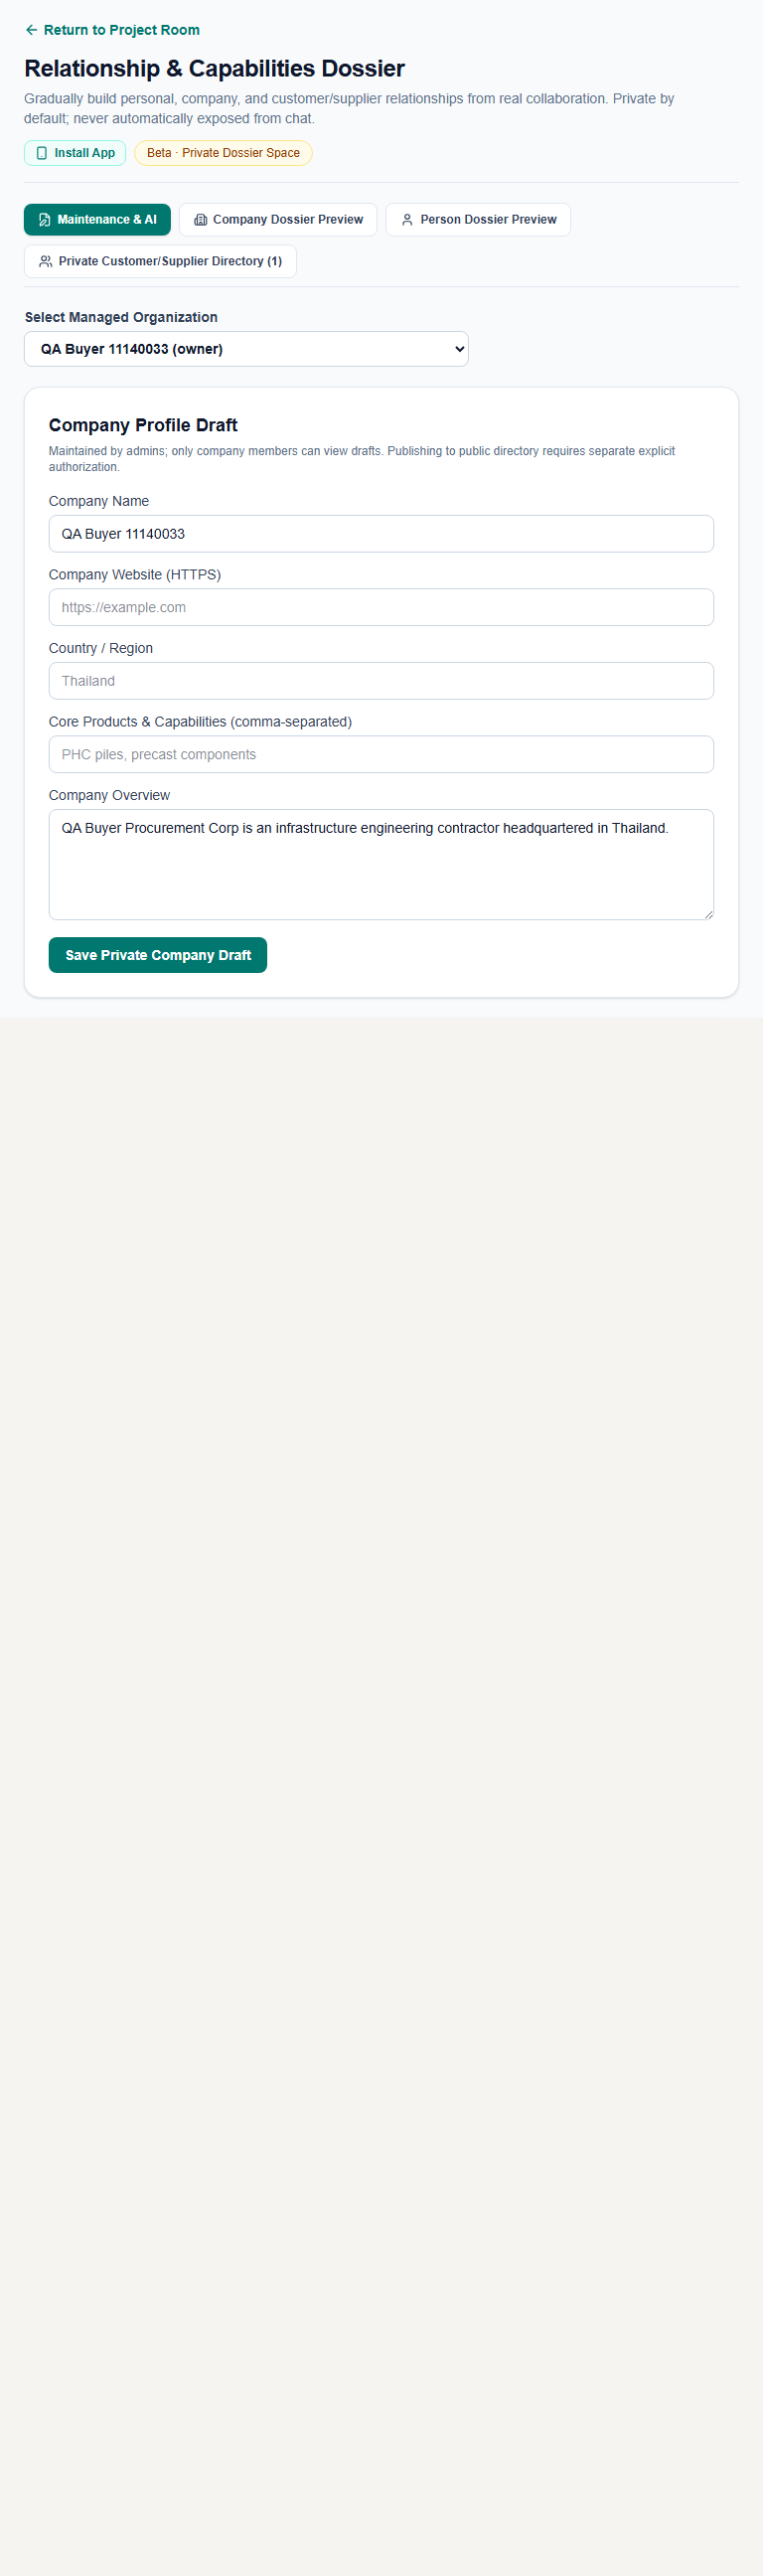 Return to Project Room
Relationship & Capabilities Dossier
Gradually build personal, company, and customer/supplier relationships from real collaboration. Private by
default; never automatically exposed from chat.
Install App
Beta · Private Dossier Space
Maintenance & AI
Company Dossier Preview
Person Dossier Preview
Private Customer/Supplier Directory (1)
Select Managed Organization
QA Buyer 11140033 (owner)
Company Profile Draft
Maintained by admins; only company members can view drafts. Publishing to public directory requires separate explicit
authorization.
Company Name
QA Buyer 11140033
Company Website (HTTPS)
https://example.com
Country / Region
Thailand
Core Products & Capabilities (comma-separated)
PHC piles, precast components
Company Overview
QA Buyer Procurement Corp is an infrastructure engineering contractor headquartered in Thailand.
Save Private Company Draft